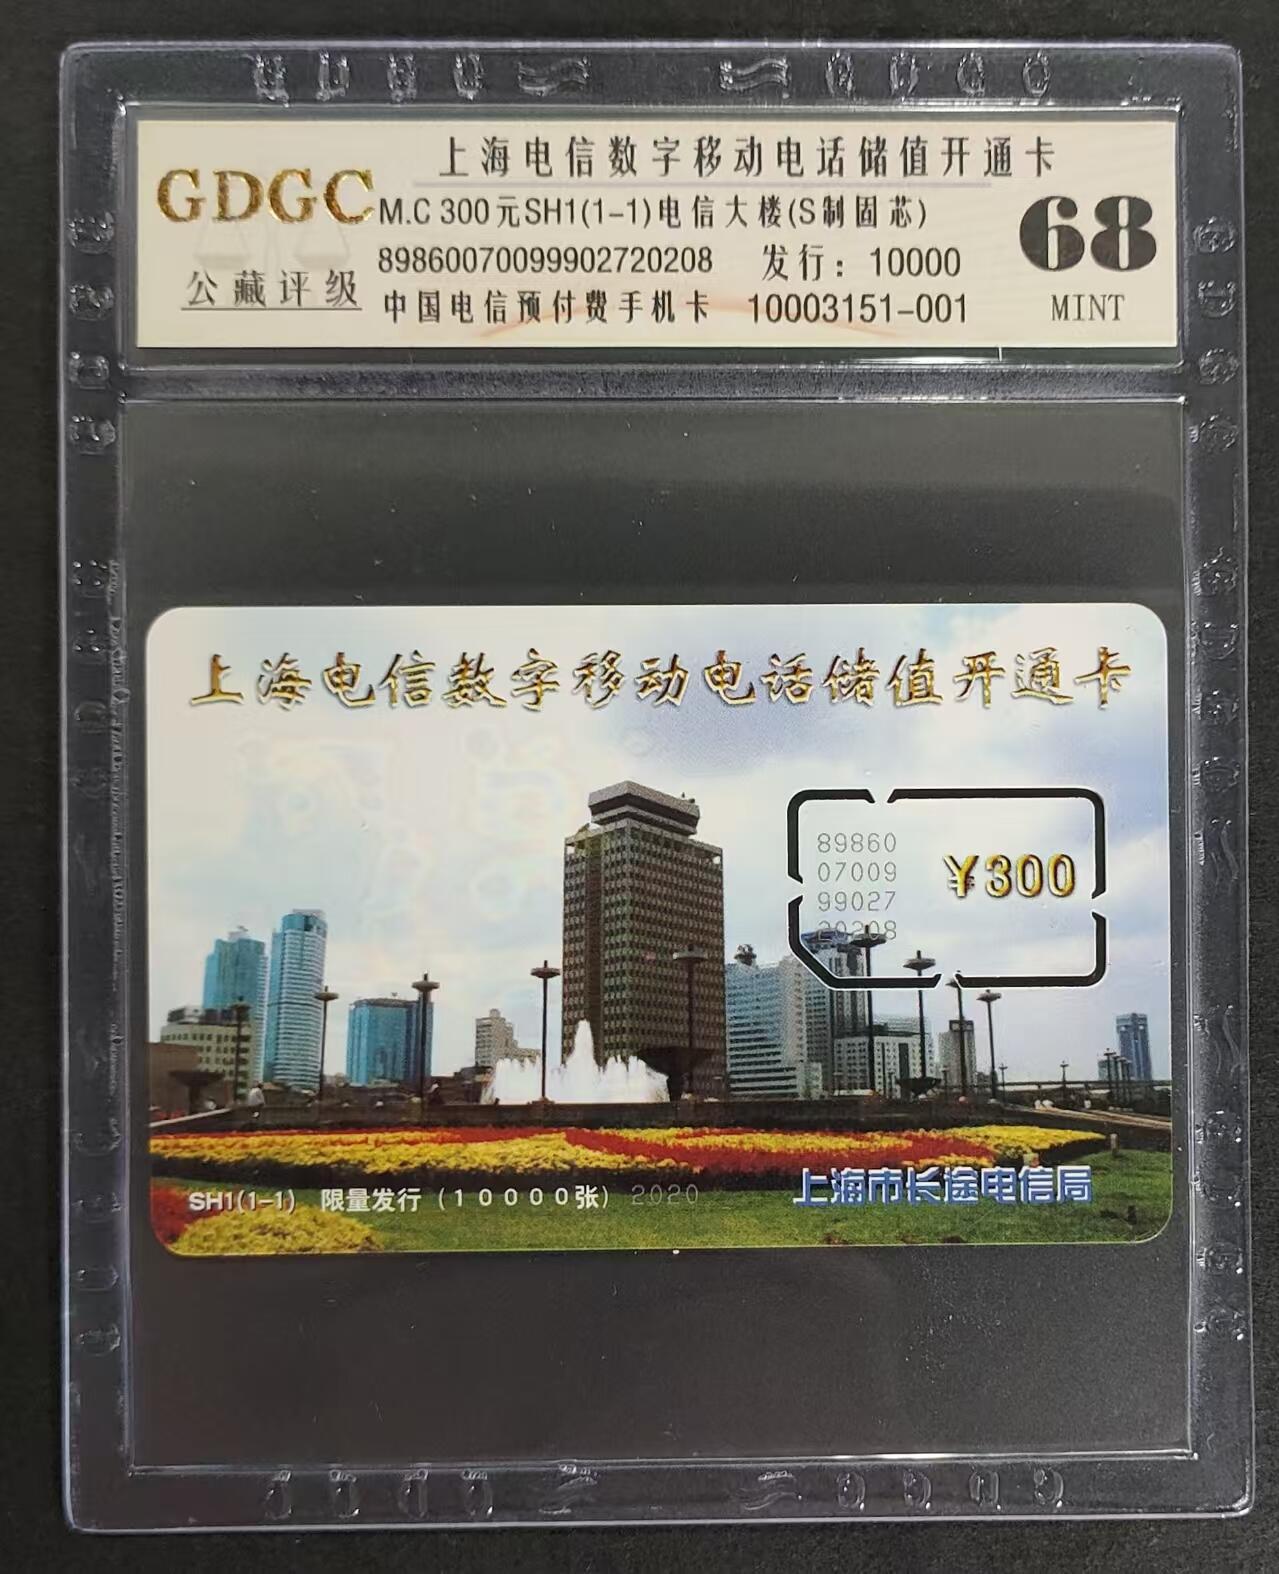 上海电信数字移动电话储值开通卡
GDGC
M.C 300元SH1(1-1)电信大楼(S制固芯)
68
89860070099902720208 发行：10000
公藏评级
中国电信预付费手机卡 10003151-001
MINT
上海电信数字移动电话储值开通卡
89860
07009
99027
20208
¥300
SH1(1-1) 限量发行（10000张）2020
上海市长途电信局